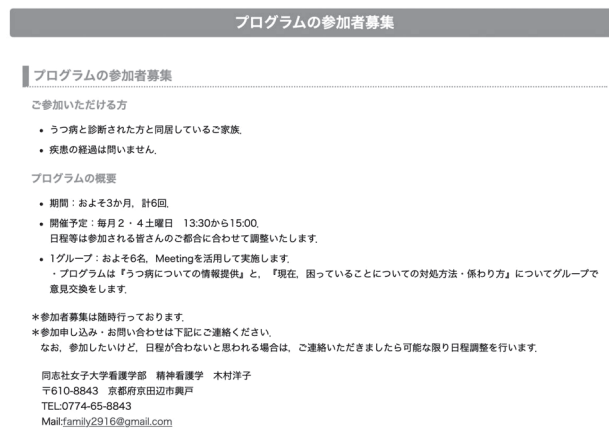 プログラムの参加者募集
プログラムの参加者募集
ご参加いただける方
• うつ病と診断された方と同居しているご家族.
• 疾患の経過は問いません.
プログラムの概要
• 期間：およそ3か月，計6回.
• 開催予定：毎月２・４土曜日　13:30から15:00.
日程等は参加される皆さんのご都合に合わせて調整いたします.
• 1グループ：およそ6名，Meetingを活用して実施します.
・プログラムは『うつ病についての情報提供』と，『現在，困っていることについての対処方法・係わり方』についてグループで
意見交換をします.
＊参加者募集は随時行っております.
＊参加申し込み・お問い合わせは下記にご連絡ください.
なお，参加したいけど，日程が合わないと思われる場合は，ご連絡いただきましたら可能な限り日程調整を行います.
同志社女子大学看護学部　精神看護学　木村洋子
〒610-8843　京都府京田辺市興戸
TEL:0774-65-8843
Mail:family2916@gmail.com